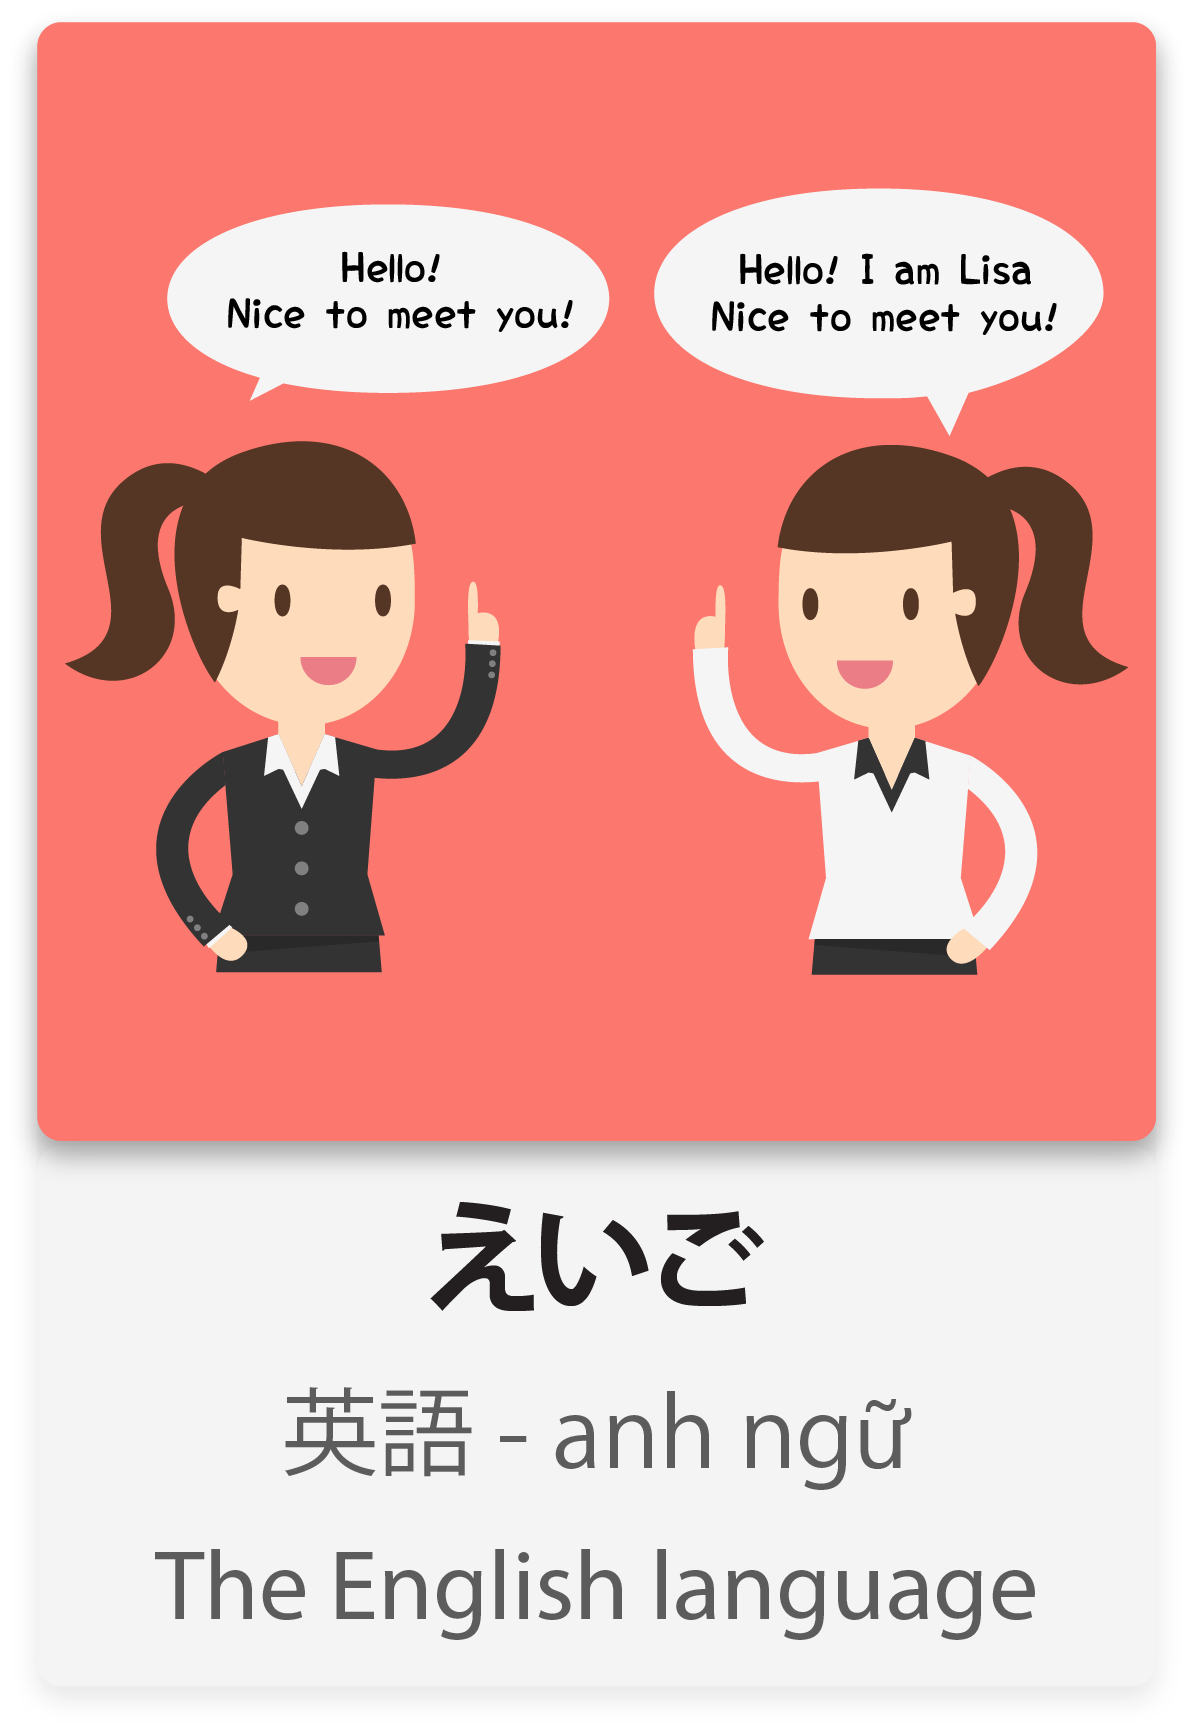 Hello!
Nice to meet you!
Hello! I am Lisa
Nice to meet you!
えいご
英語 - anh ngữ
The English language